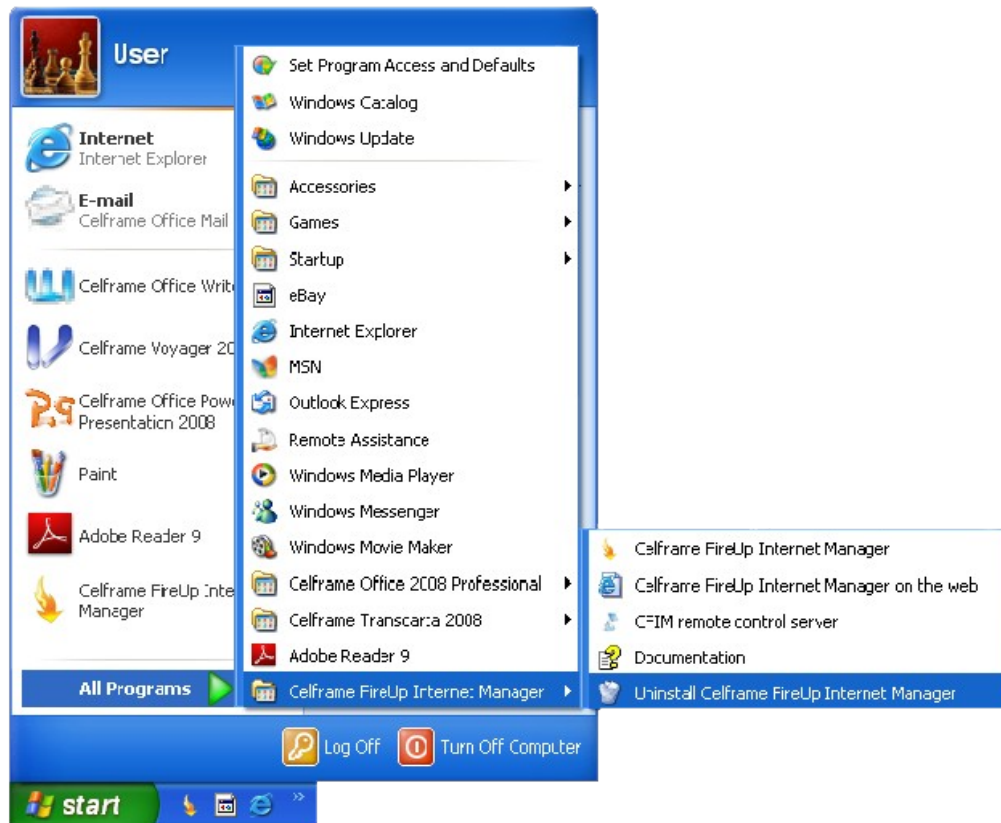 User
Internet
Internet Explorer
E-mail
Celframe Office Mail
Celframe Office Write
Celframe Voyager 20
Celframe Office Pow
Presentation 2008
Paint
Adobe Reader 9
Celframe FireUp Inte
Manager
All Programs
Set Program Access and Defaults
Windows Catalog
Windows Update
Accessories
Games
Startup
eBay
Internet Explorer
MSN
Outlook Express
Remote Assistance
Windows Media Player
Windows Messenger
Windows Movie Maker
Celframe Office 2008 Professional
Celframe Transcarta 2008
Adobe Reader 9
Celframe FireUp Internet Manager
Celframe FireUp Internet Manager
Celframe FireUp Internet Manager on the web
CFIM remote control server
Documentation
Uninstall Celframe FireUp Internet Manager
Log Off
Turn Off Computer
start